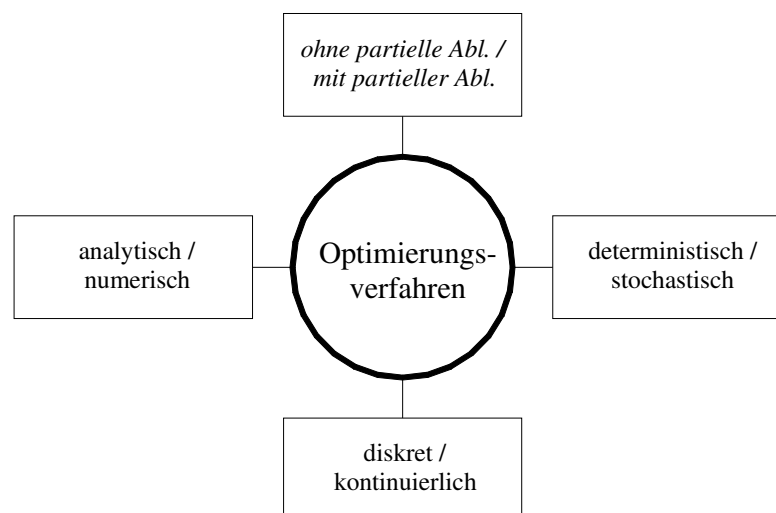 ohne partielle Abl. /
mit partieller Abl.
analytisch /
numerisch
Optimierungs-
verfahren
deterministisch /
stochastisch
diskret /
kontinuierlich